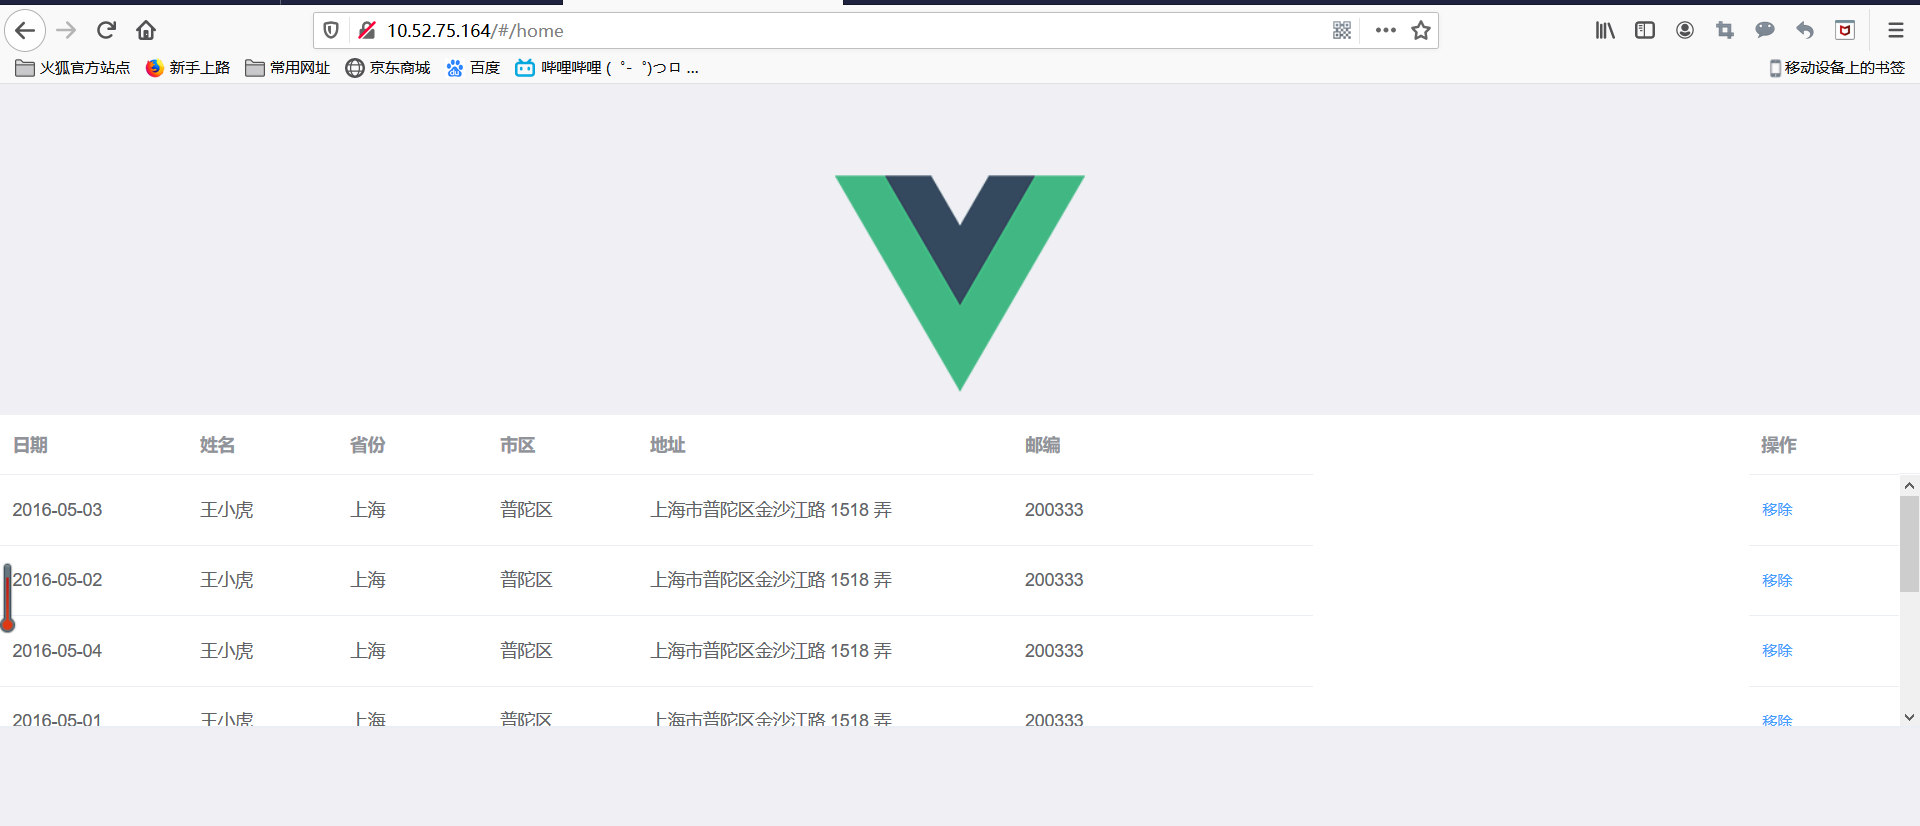 10.52.75.164/#/home
火狐官方站点 新手上路 常用网址 京东商城 百度 哔哩哔哩 ( ゜- ゜)つロ ... 移动设备上的书签
日期 姓名 省份 市区 地址 邮编 操作
2016-05-03 王小虎 上海 普陀区 上海市普陀区金沙江路 1518 弄 200333 移除
2016-05-02 王小虎 上海 普陀区 上海市普陀区金沙江路 1518 弄 200333 移除
2016-05-04 王小虎 上海 普陀区 上海市普陀区金沙江路 1518 弄 200333 移除
2016-05-01 王小虎 上海 普陀区 上海市普陀区金沙江路 1518 弄 200333 移除